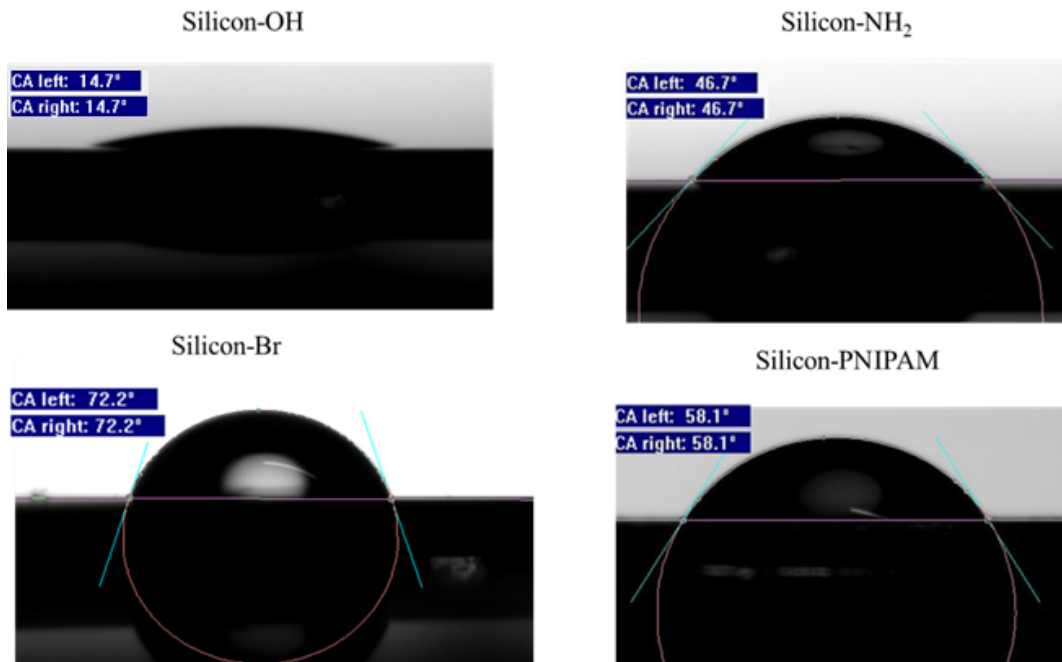 Silicon-OH
CA left: 14.7°
CA right: 14.7°
Silicon-NH₂
CA left: 46.7°
CA right: 46.7°
Silicon-Br
CA left: 72.2°
CA right: 72.2°
Silicon-PNIPAM
CA left: 58.1°
CA right: 58.1°